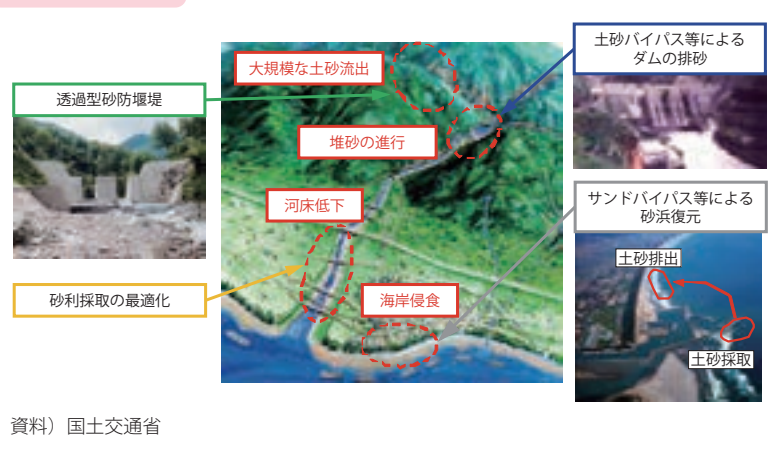 土砂バイパス等による
ダムの排砂
大規模な土砂流出
透過型砂防堰堤
堆砂の進行
サンドバイパス等による
砂浜復元
河床低下
土砂排出
砂利採取の最適化
海岸侵食
土砂採取
資料）国土交通省